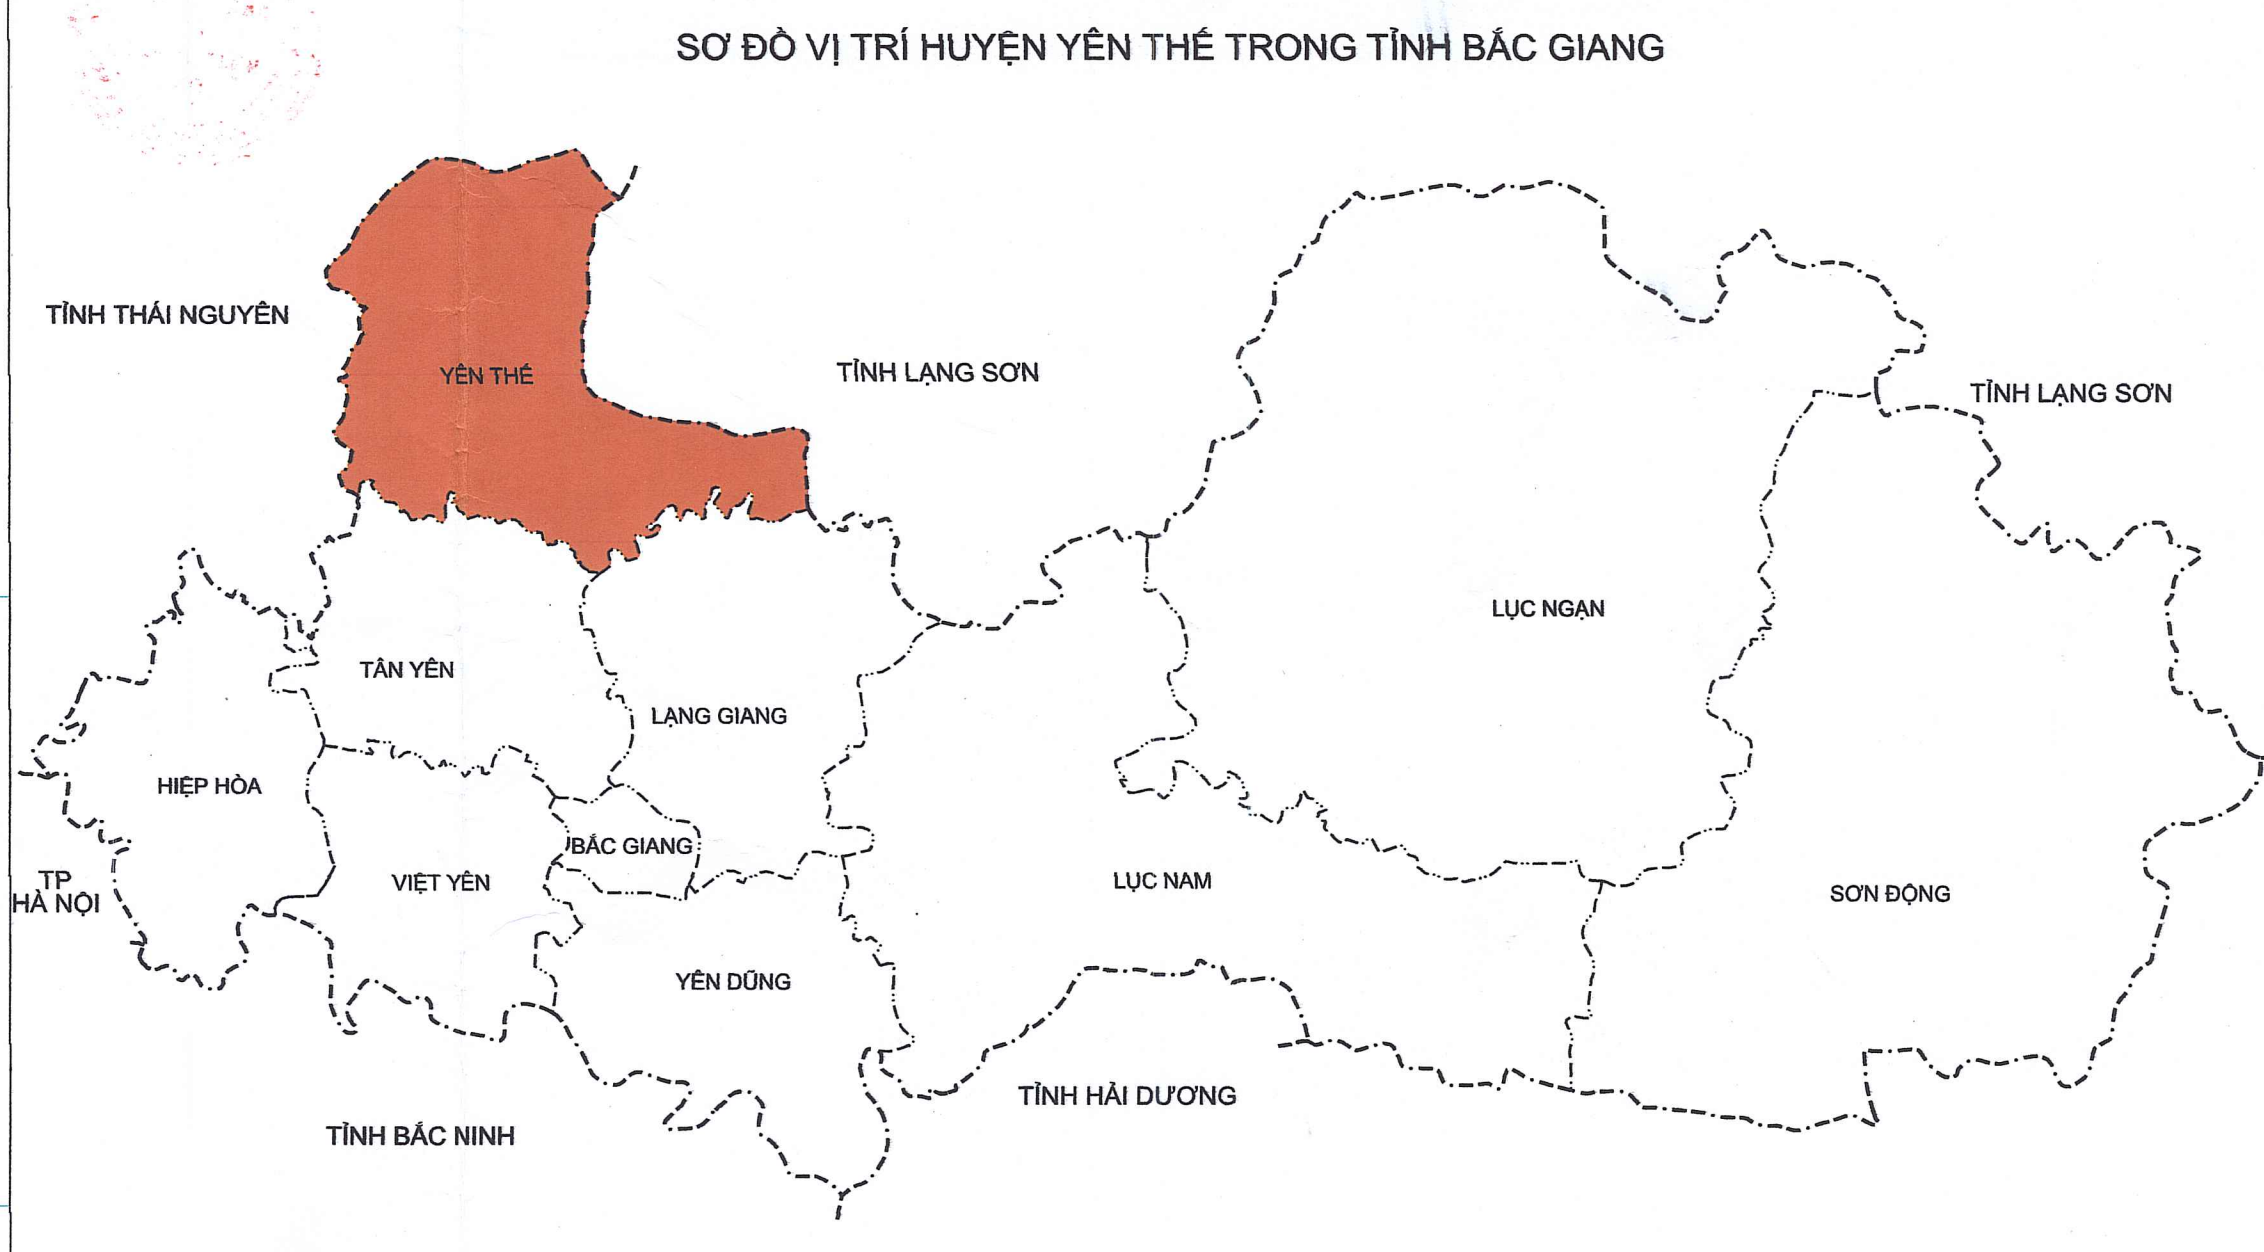 SƠ ĐỒ VỊ TRÍ HUYỆN YÊN THẾ TRONG TỈNH BẮC GIANG
TỈNH THÁI NGUYÊN
YÊN THẾ
TỈNH LẠNG SƠN
TỈNH LẠNG SƠN
LỤC NGẠN
TÂN YÊN
LẠNG GIANG
HIỆP HÒA
BẮC GIANG
TP
HÀ NỘI
VIỆT YÊN
LỤC NAM
SƠN ĐỘNG
YÊN DŨNG
TỈNH HẢI DƯƠNG
TỈNH BẮC NINH